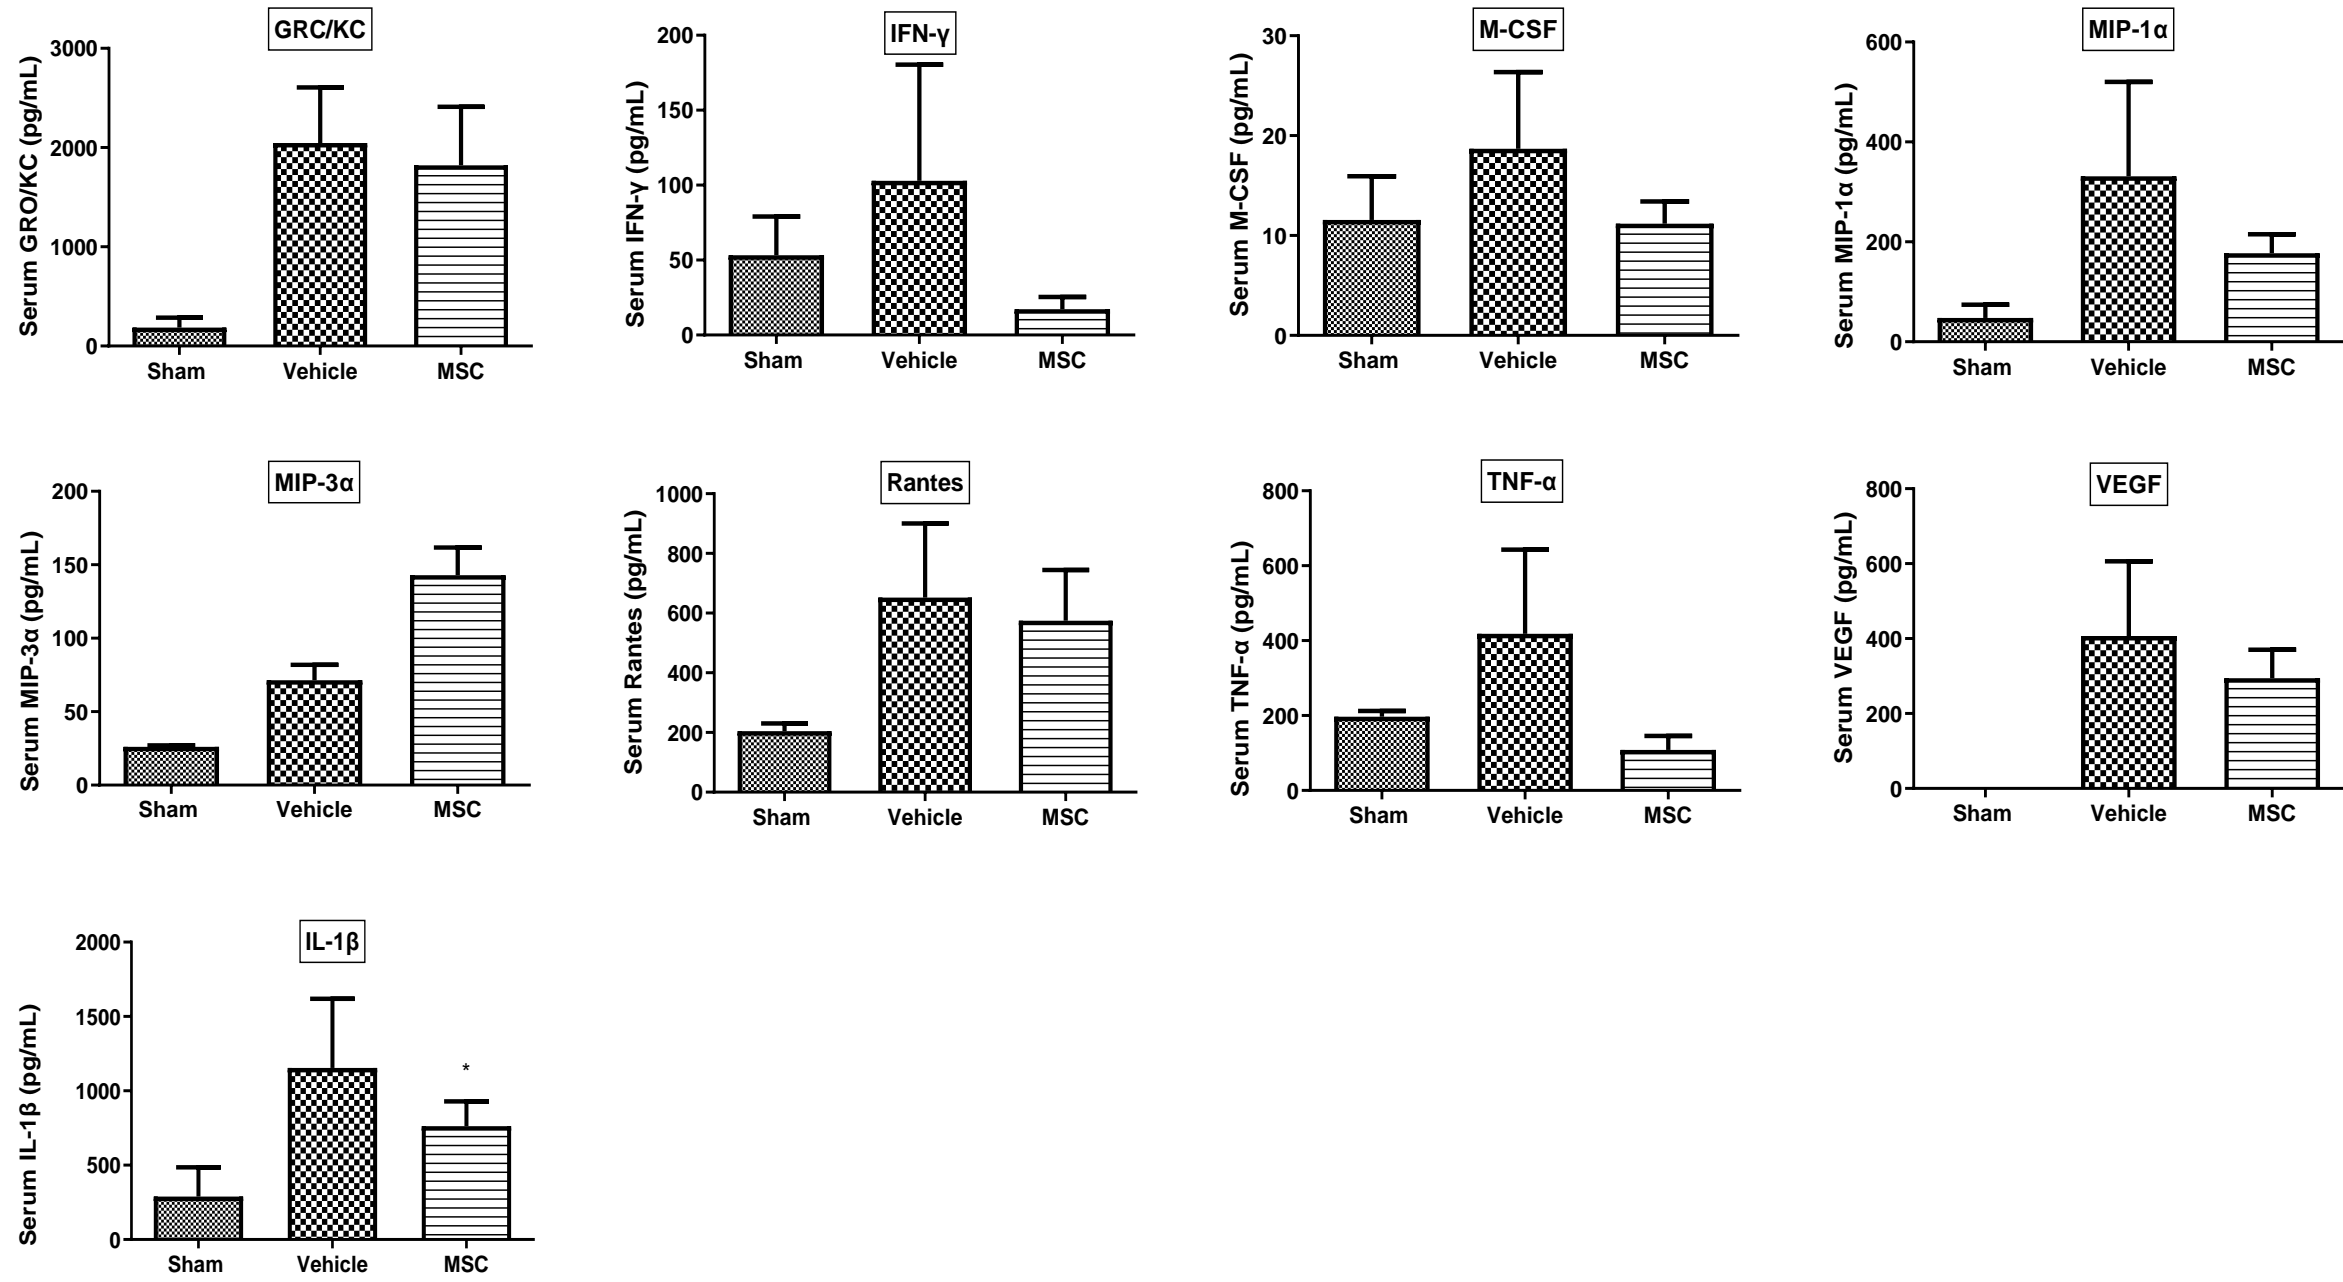 GRC/KC
Serum GRO/KC (pg/mL)
3000
2000
1000
0
Sham Vehicle MSC
IFN-γ
Serum IFN-γ (pg/mL)
200
150
100
50
0
Sham Vehicle MSC
M-CSF
Serum M-CSF (pg/mL)
30
20
10
0
Sham Vehicle MSC
MIP-1α
Serum MIP-1α (pg/mL)
600
400
200
0
Sham Vehicle MSC
MIP-3α
Serum MIP-3α (pg/mL)
200
150
100
50
0
Sham Vehicle MSC
Rantes
Serum Rantes (pg/mL)
1000
800
600
400
200
0
Sham Vehicle MSC
TNF-α
Serum TNF-α (pg/mL)
800
600
400
200
0
Sham Vehicle MSC
VEGF
Serum VEGF (pg/mL)
800
600
400
200
0
Sham Vehicle MSC
IL-1β
Serum IL-1β (pg/mL)
2000
1500
1000
500
0
*
Sham Vehicle MSC